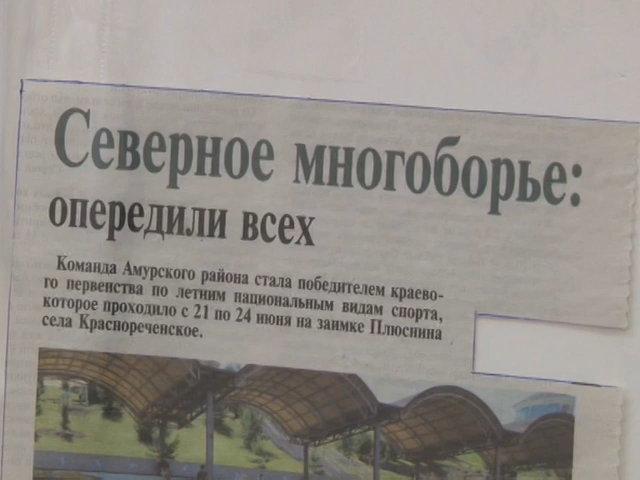 Северное многоборье:
опередили всех
Команда Амурского района стала победителем краево-
го первенства по летним национальным видам спорта,
которое проходило с 21 по 24 июня на заимке Плюснина
села Краснореченское.